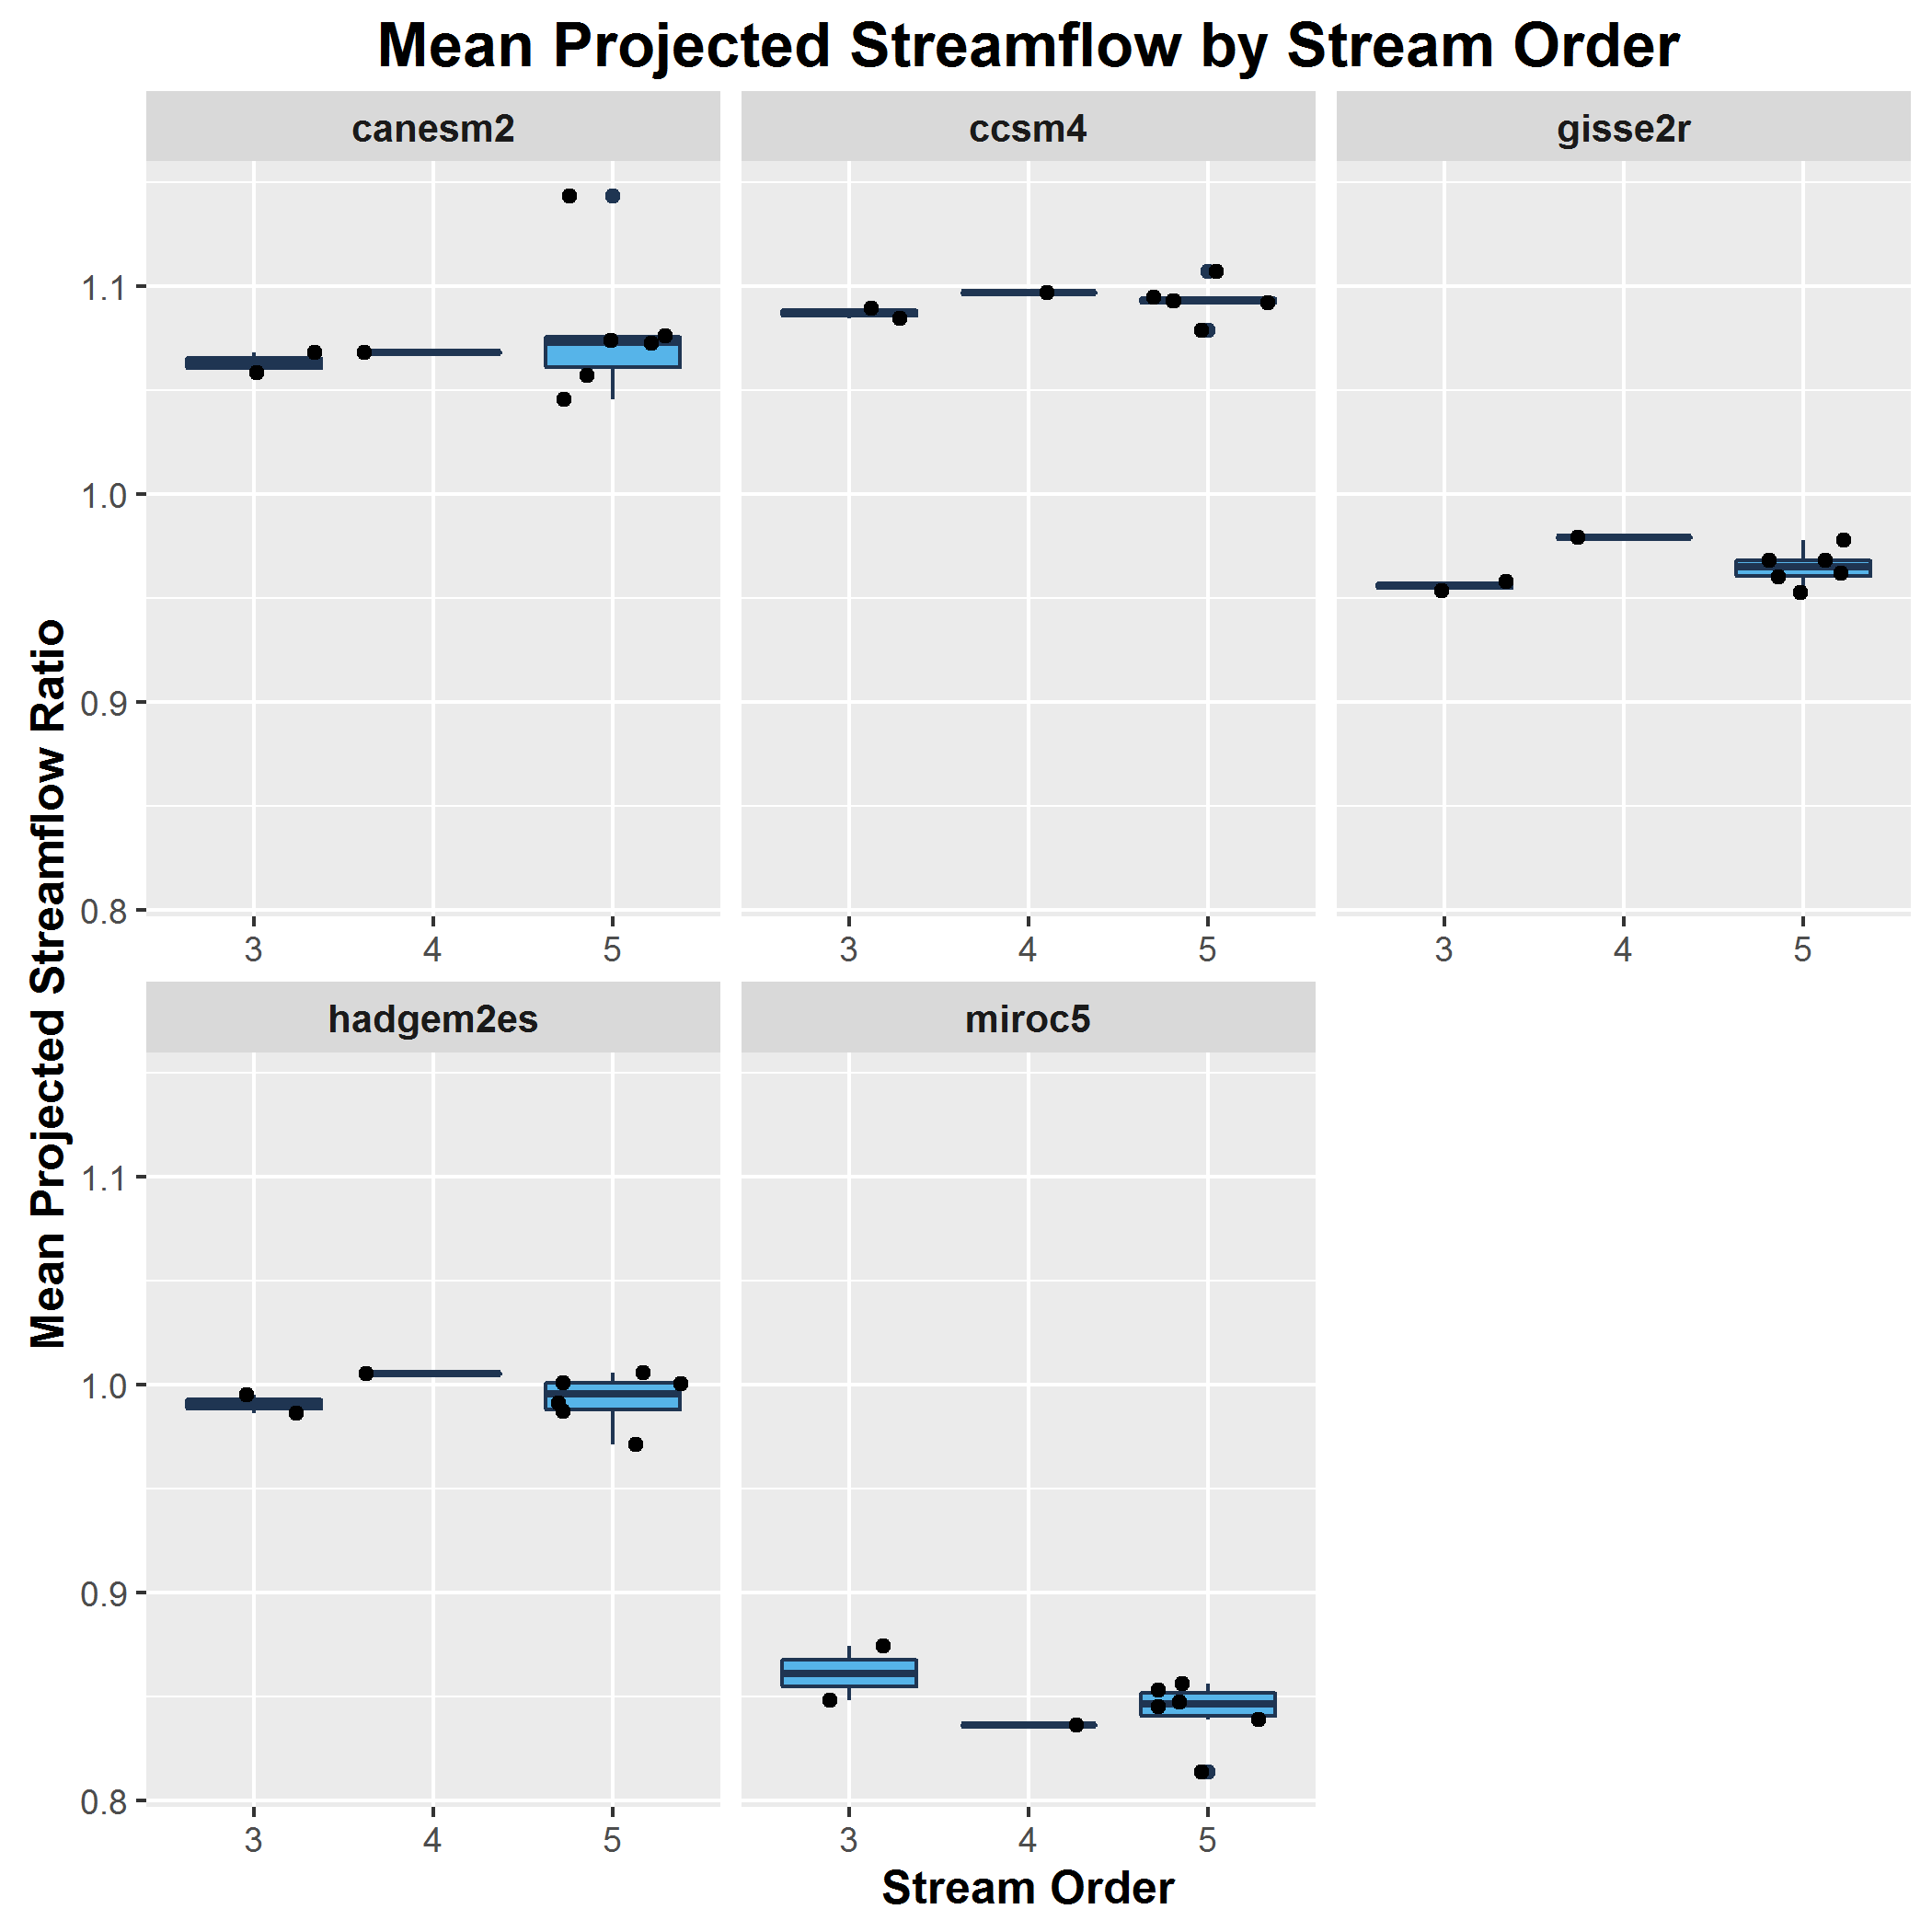 Mean Projected Streamflow by Stream Order
canesm2
ccsm4
gisse2r
Mean Projected Streamflow Ratio
1.1
1.0
0.9
0.8
3 4 5
3 4 5
3 4 5
hadgem2es
miroc5
1.1
1.0
0.9
0.8
3 4 5
3 4 5
Stream Order